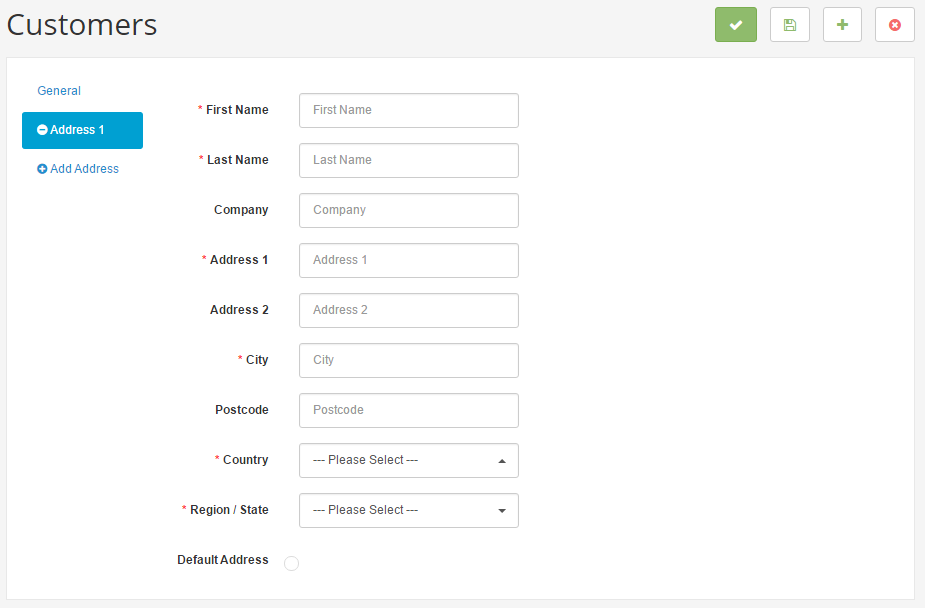 Customers
General
Address 1
Add Address
* First Name First Name
* Last Name Last Name
Company Company
* Address 1 Address 1
Address 2 Address 2
* City City
Postcode Postcode
* Country --- Please Select ---
* Region / State --- Please Select ---
Default Address